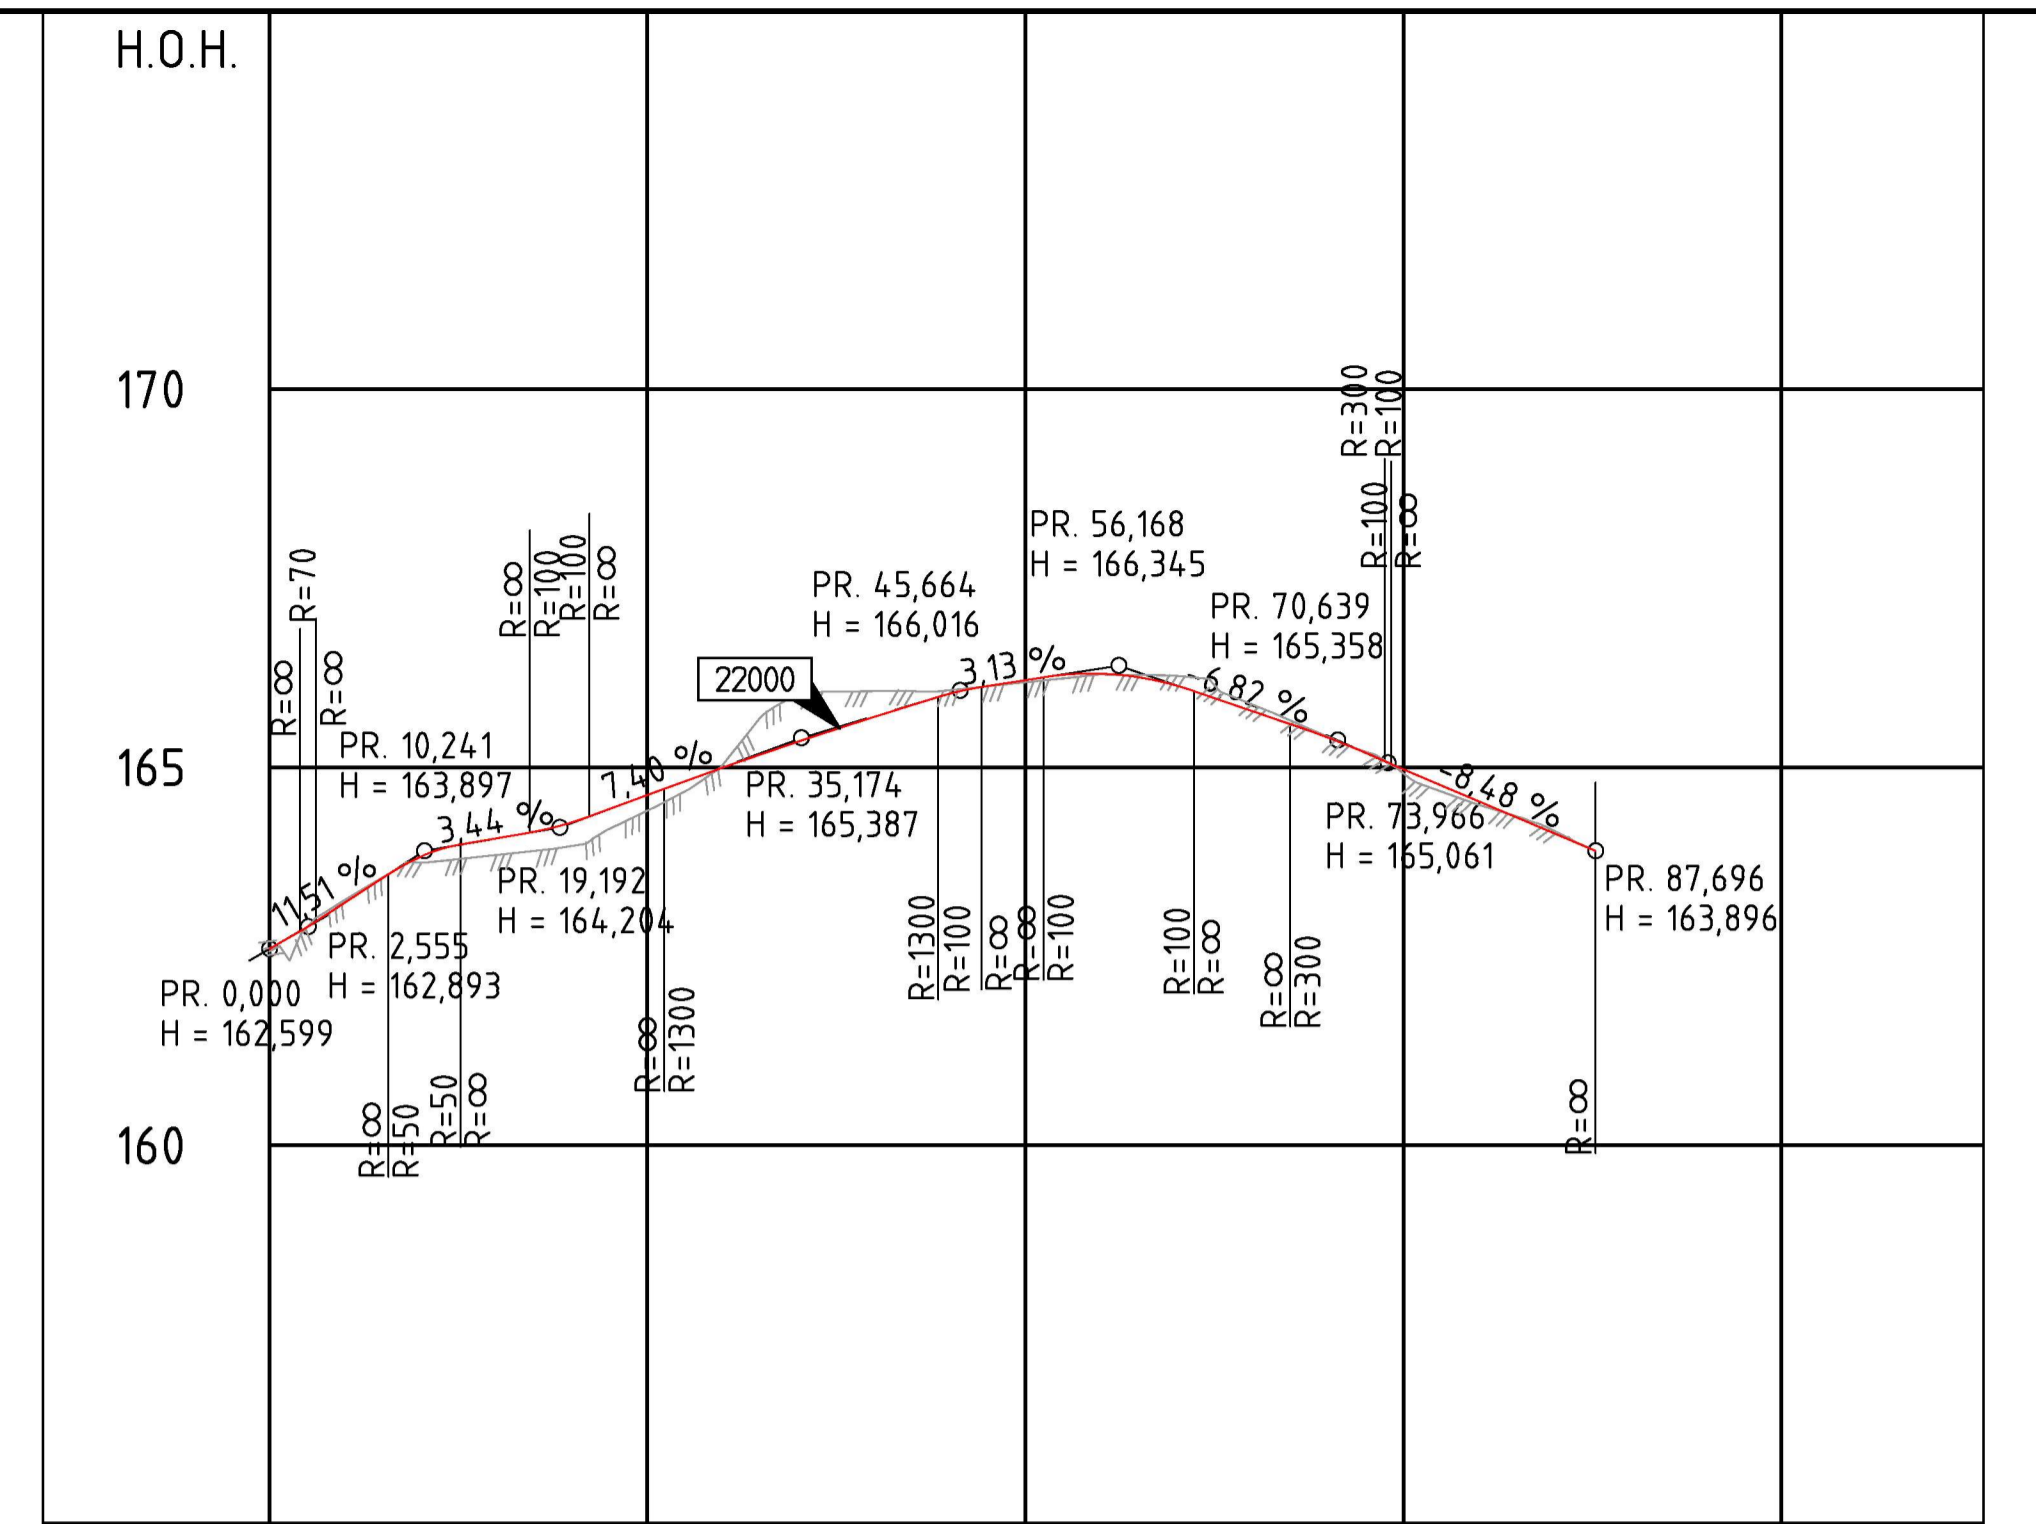 H.O.H.
170
165
160
R=∞
R=70
R=∞
PR. 10,241
H = 163,897
11,51 %
PR. 0,000
H = 162,599
PR. 2,555
H = 162,893
R=∞
R=50
R=50
R=∞
3,44 %
R=∞
R=100
R=100
R=∞
PR. 19,192
H = 164,204
7,40 %
R=∞
R=1300
22000
PR. 35,174
H = 165,387
PR. 45,664
H = 166,016
R=1300
R=100
R=∞
3,13 %
R=∞
R=100
PR. 56,168
H = 166,345
R=100
R=∞
-6,82 %
PR. 70,639
H = 165,358
R=∞
R=300
R=300
R=100
R=100
R=∞
PR. 73,966
H = 165,061
-8,48 %
PR. 87,696
H = 163,896
R=∞